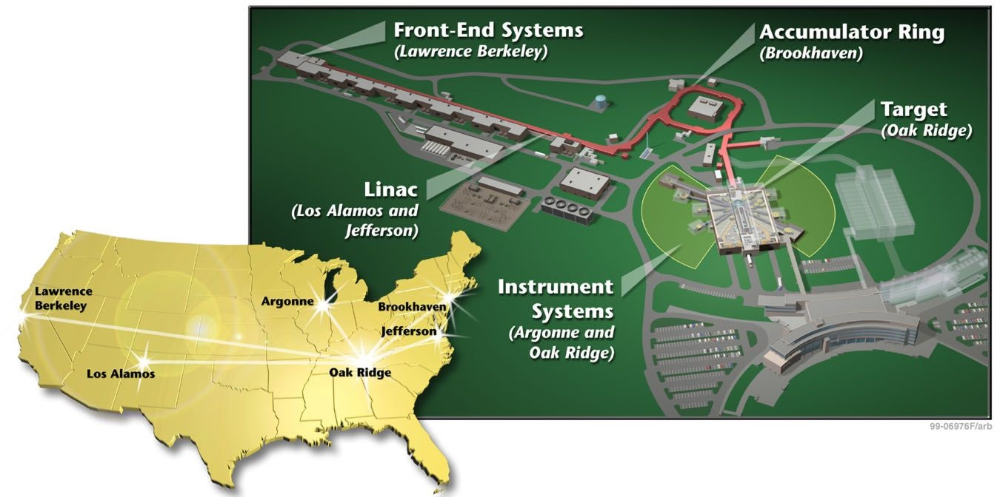 Front-End Systems
(Lawrence Berkeley)
Accumulator Ring
(Brookhaven)
Target
(Oak Ridge)
Linac
(Los Alamos and
Jefferson)
Instrument
Systems
(Argonne and
Oak Ridge)
Lawrence
Berkeley
Argonne
Brookhaven
Jefferson
Los Alamos
Oak Ridge
99-06976F/arb